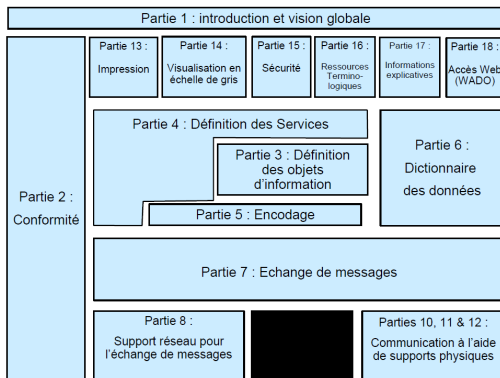 Partie 1 : introduction et vision globale
Partie 2 :
Conformité
Partie 13 :
Impression
Partie 14 :
Visualisation en
échelle de gris
Partie 15 :
Sécurité
Partie 16 :
Ressources
Termino-
logiques
Partie 17 :
Informations
explicatives
Partie 18 :
Accès Web
(WADO)
Partie 4 : Définition des Services
Partie 3 : Définition
des objets
d'information
Partie 5 : Encodage
Partie 6 :
Dictionnaire
des données
Partie 7 : Echange de messages
Partie 8 :
Support réseau pour
l'échange de messages
Parties 10, 11 & 12 :
Communication à l'aide
de supports physiques